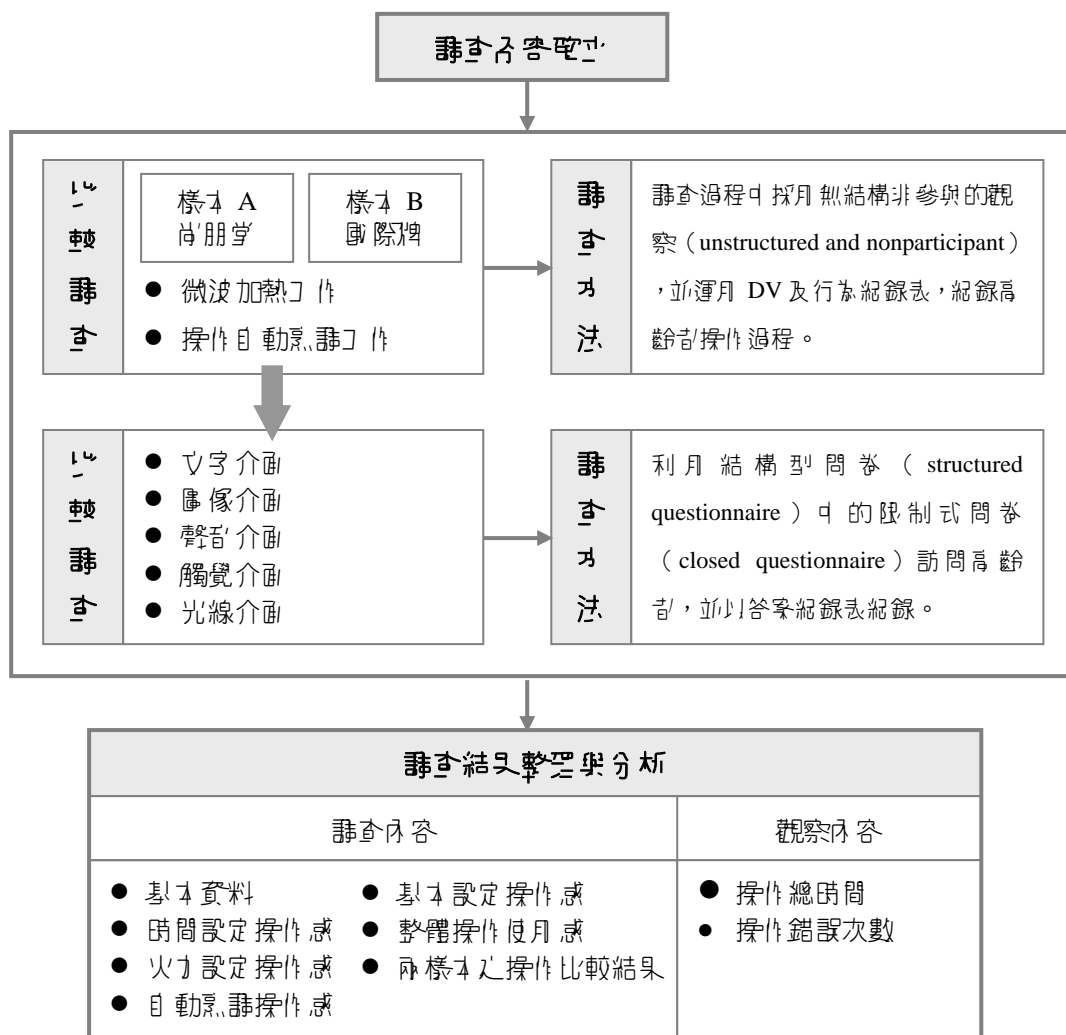 調查內容確立
比較調查
樣本 A
尚朋堂
樣本 B
國際牌
● 微波加熱工作
● 操作自動烹調工作
調查方法
調查過程中採用無結構非參與的觀
察（unstructured and nonparticipant）
，並運用 DV 及行為紀錄表，紀錄高
齡者操作過程。
比較調查
● 文字介面
● 圖像介面
● 聲音介面
● 觸覺介面
● 光線介面
調查方法
利用結構型問卷（structured
questionnaire）中的限制式問卷
（closed questionnaire）訪問高齡
者，並以答案紀錄表紀錄。
調查結果整理與分析
調查內容
觀察內容
● 基本資料
● 時間設定操作感
● 火力設定操作感
● 自動烹調操作感
● 基本設定操作感
● 整體操作使用感
● 兩樣本之操作比較結果
● 操作總時間
● 操作錯誤次數